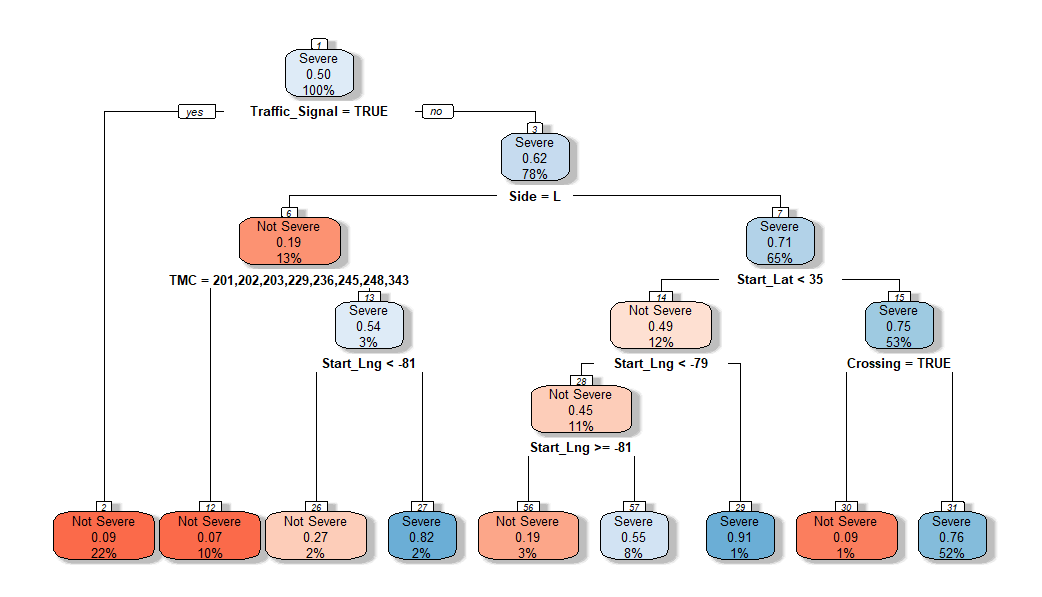 1
Severe
0.50
100%
yes
Traffic_Signal = TRUE
no
3
Severe
0.62
78%
Side = L
6
Not Severe
0.19
13%
7
Severe
0.71
65%
TMC = 201,202,203,229,236,245,248,343
Start_Lat < 35
13
Severe
0.54
3%
14
Not Severe
0.49
12%
15
Severe
0.75
53%
Start_Lng < -81
Start_Lng < -79
Crossing = TRUE
28
Not Severe
0.45
11%
Start_Lng >= -81
2
Not Severe
0.09
22%
12
Not Severe
0.07
10%
26
Not Severe
0.27
2%
27
Severe
0.82
2%
56
Not Severe
0.19
3%
57
Severe
0.55
8%
29
Severe
0.91
1%
30
Not Severe
0.09
1%
31
Severe
0.76
52%